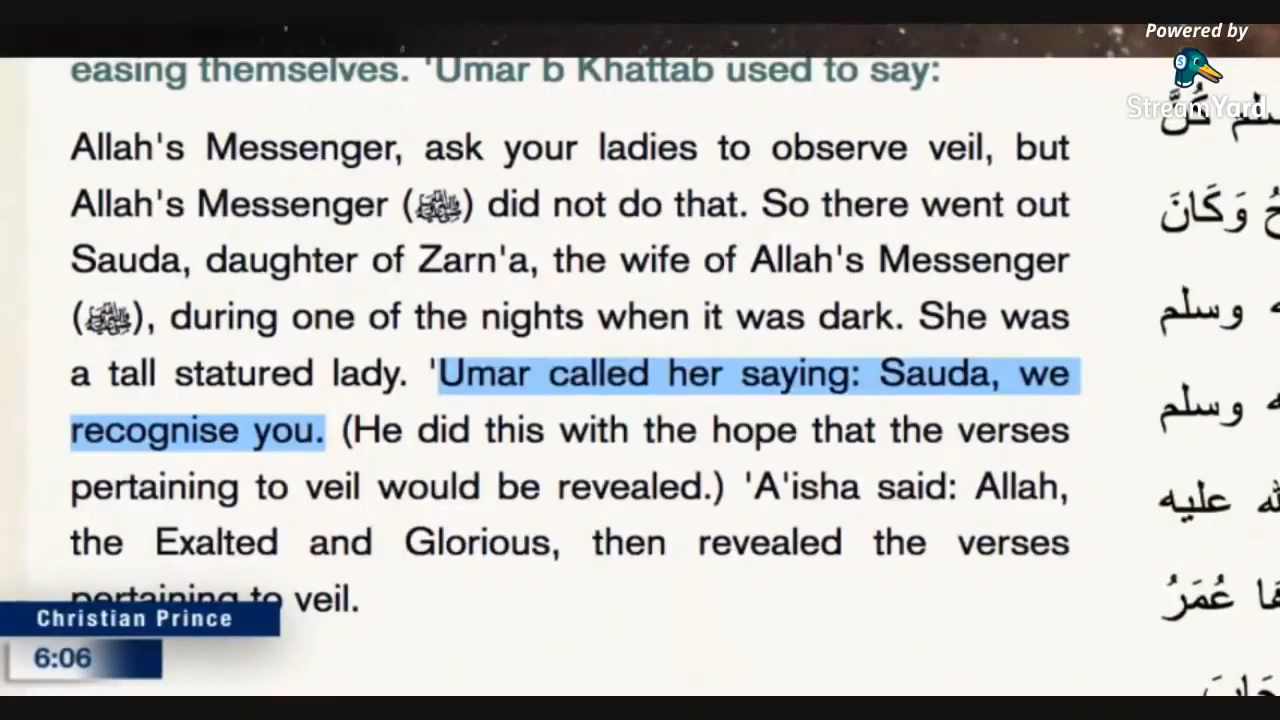 Powered by
StreamYard
easing themselves. 'Umar b Khattab used to say:
Allah's Messenger, ask your ladies to observe veil, but
Allah's Messenger (ﷺ) did not do that. So there went out
Sauda, daughter of Zarn'a, the wife of Allah's Messenger
(ﷺ), during one of the nights when it was dark. She was
a tall statured lady. 'Umar called her saying: Sauda, we
recognise you. (He did this with the hope that the verses
pertaining to veil would be revealed.) 'A'isha said: Allah,
the Exalted and Glorious, then revealed the verses
pertaining to veil.
وَكَانَ
وسلم
وسلم
عليه
عُمَرُ
Christian Prince
6:06